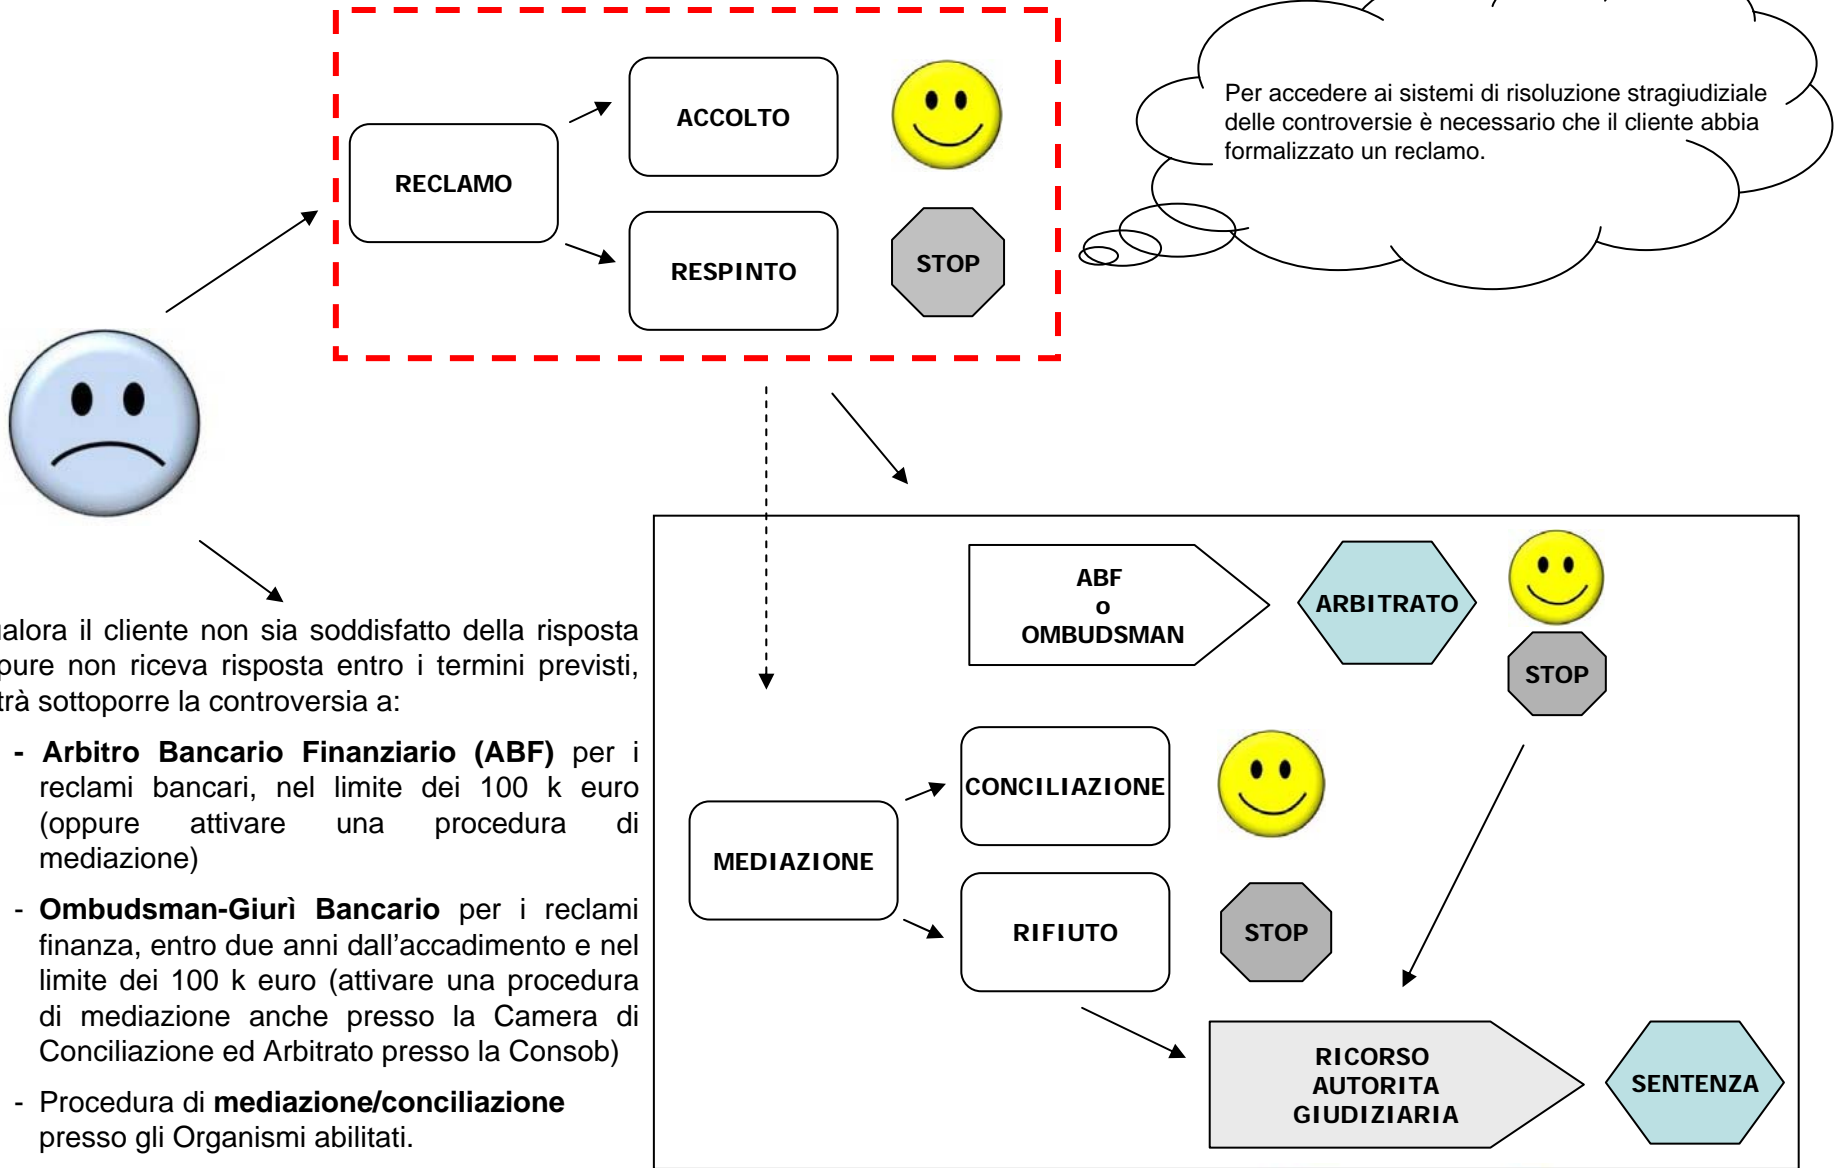 RECLAMO
ACCOLTO
RESPINTO
STOP
Per accedere ai sistemi di risoluzione stragiudiziale
delle controversie è necessario che il cliente abbia
formalizzato un reclamo.
alora il cliente non sia soddisfatto della risposta
pure non riceva risposta entro i termini previsti,
trà sottoporre la controversia a:
- Arbitro Bancario Finanziario (ABF) per i
reclami bancari, nel limite dei 100 k euro
(oppure attivare una procedura di
mediazione)
- Ombudsman-Giurì Bancario per i reclami
finanza, entro due anni dall'accadimento e nel
limite dei 100 k euro (attivare una procedura
di mediazione anche presso la Camera di
Conciliazione ed Arbitrato presso la Consob)
- Procedura di mediazione/conciliazione
presso gli Organismi abilitati.
ABF
o
OMBUDSMAN
ARBITRATO
STOP
MEDIAZIONE
CONCILIAZIONE
RIFIUTO
STOP
RICORSO
AUTORITA
GIUDIZIARIA
SENTENZA